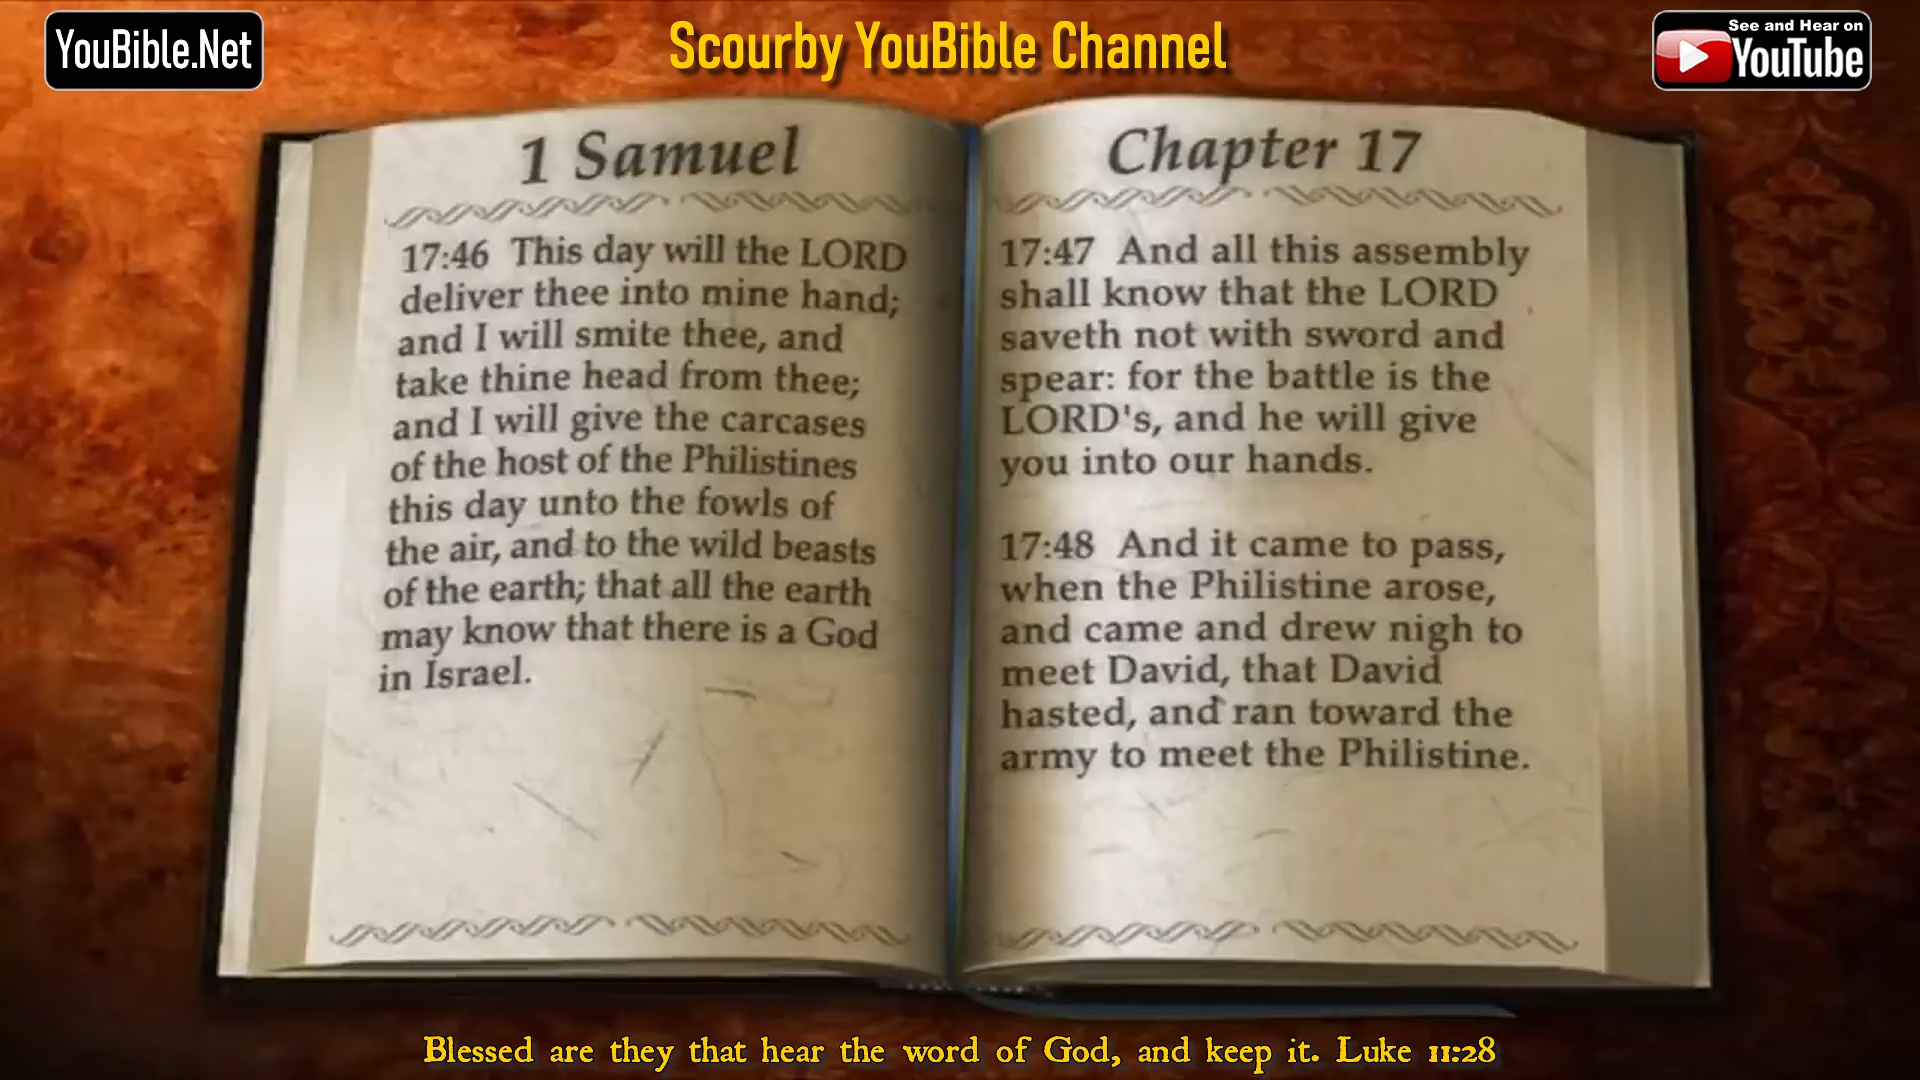 YouBible.Net
Scourby YouBible Channel
See and Hear on
YouTube
1 Samuel
17:46 This day will the LORD
deliver thee into mine hand;
and I will smite thee, and
take thine head from thee;
and I will give the carcases
of the host of the Philistines
this day unto the fowls of
the air, and to the wild beasts
of the earth; that all the earth
may know that there is a God
in Israel.
Chapter 17
17:47 And all this assembly
shall know that the LORD
saveth not with sword and
spear: for the battle is the
LORD's, and he will give
you into our hands.
17:48 And it came to pass,
when the Philistine arose,
and came and drew nigh to
meet David, that David
hasted, and ran toward the
army to meet the Philistine.
Blessed are they that hear the word of God, and keep it. Luke 11:28